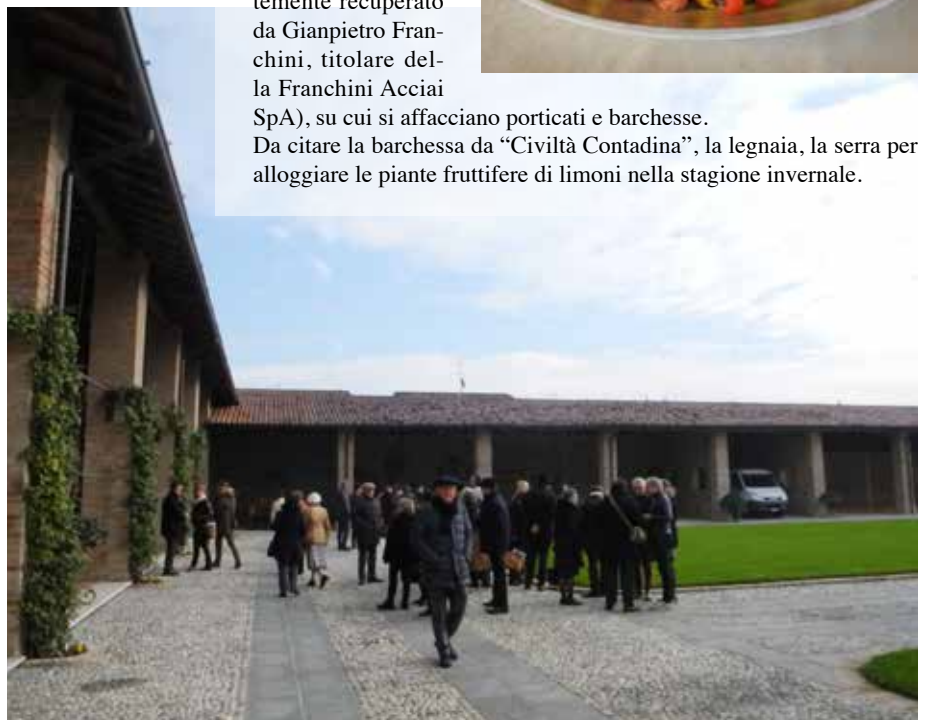 temente recuperato
da Gianpietro Fran-
chini, titolare del-
la Franchini Acciai
SpA), su cui si affacciano porticati e barchesse.
Da citare la barchessa da “Civiltà Contadina”, la legnaia, la serra per
alloggiare le piante fruttifere di limoni nella stagione invernale.